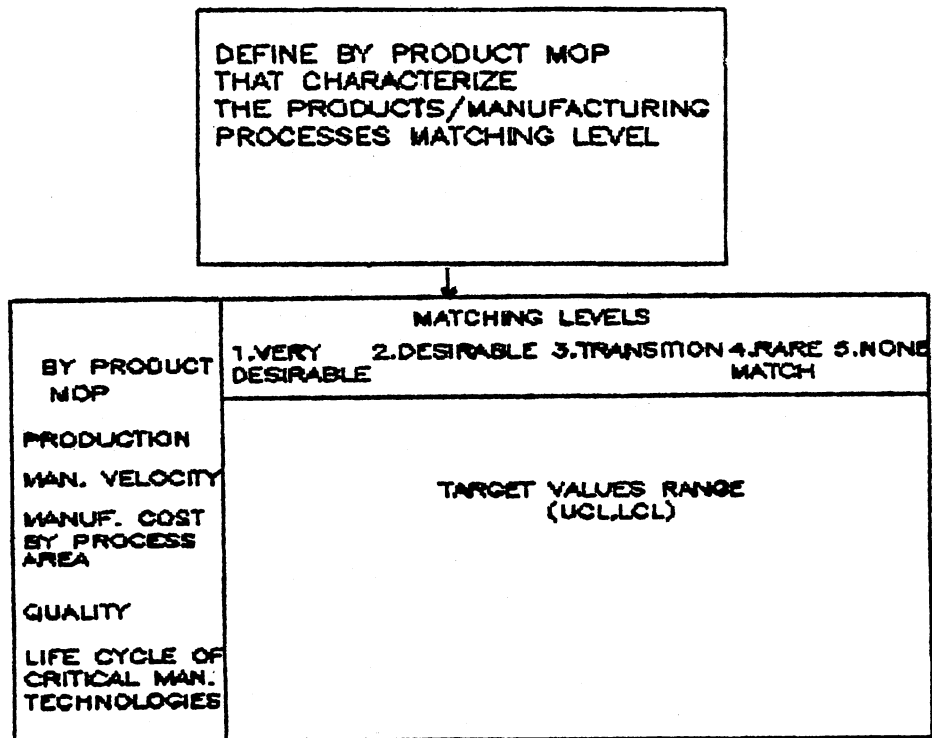 DEFINE BY PRODUCT MOP
THAT CHARACTERIZE
THE PRODUCTS/MANUFACTURING
PROCESSES MATCHING LEVEL
MATCHING LEVELS
BY PRODUCT
MOP
1.VERY
DESIRABLE
2.DESIRABLE
3.TRANSITION
4.RARE
MATCH
5.NONE
PRODUCTION
MAN. VELOCITY
MANUF. COST
BY PROCESS
AREA
QUALITY
LIFE CYCLE OF
CRITICAL MAN.
TECHNOLOGIES
TARGET VALUES RANGE
(UCL,LCL)